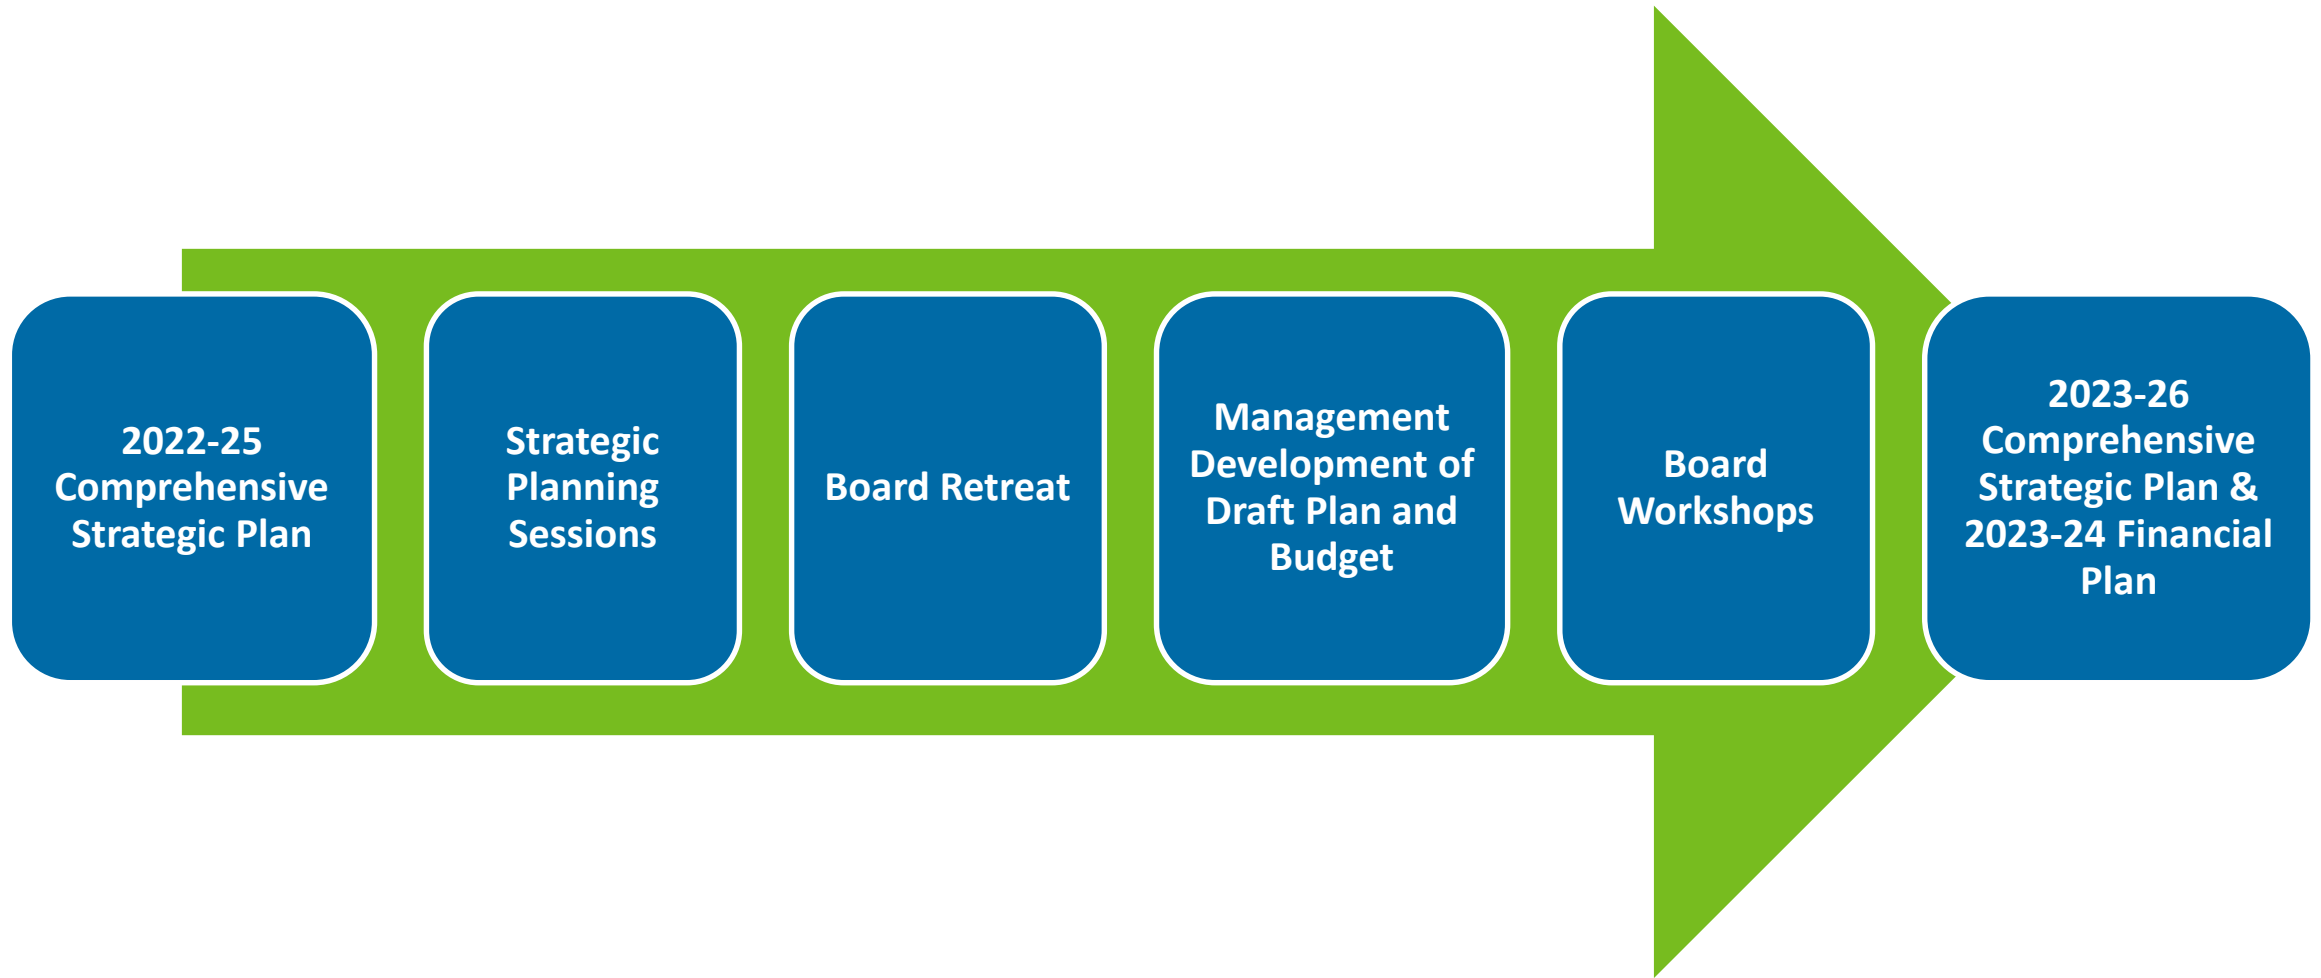 2022-25
Comprehensive
Strategic Plan
Strategic
Planning
Sessions
Board Retreat
Management
Development of
Draft Plan and
Budget
Board
Workshops
2023-26
Comprehensive
Strategic Plan &
2023-24 Financial
Plan